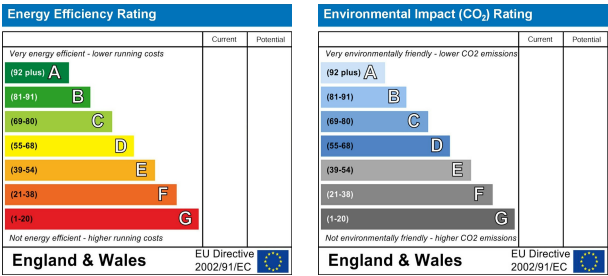 Energy Efficiency Rating
Current Potential
Very energy efficient - lower running costs
(92 plus) A
(81-91) B
(69-80) C
(55-68) D
(39-54) E
(21-38) F
(1-20) G
Not energy efficient - higher running costs
England & Wales
EU Directive
2002/91/EC
Environmental Impact (CO₂) Rating
Current Potential
Very environmentally friendly - lower CO2 emissions
(92 plus) A
(81-91) B
(69-80) C
(55-68) D
(39-54) E
(21-38) F
(1-20) G
Not environmentally friendly - higher CO2 emissions
England & Wales
EU Directive
2002/91/EC